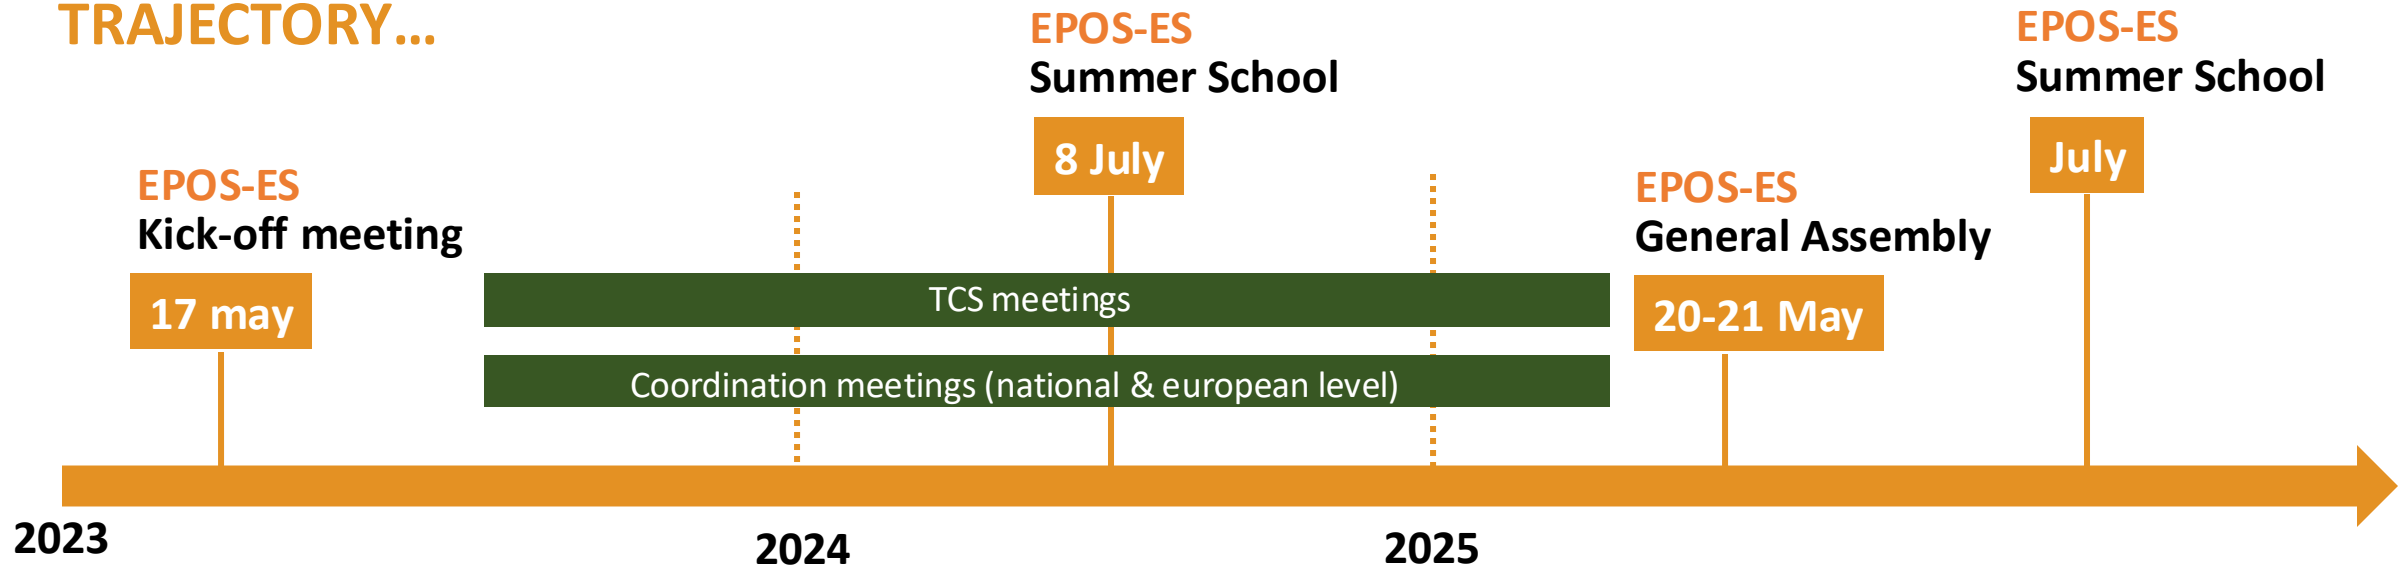 TRAJECTORY...
EPOS-ES
Summer School
8 July
EPOS-ES
Summer School
July
EPOS-ES
Kick-off meeting
17 may
EPOS-ES
General Assembly
20-21 May
TCS meetings
Coordination meetings (national & european level)
2023
2024
2025